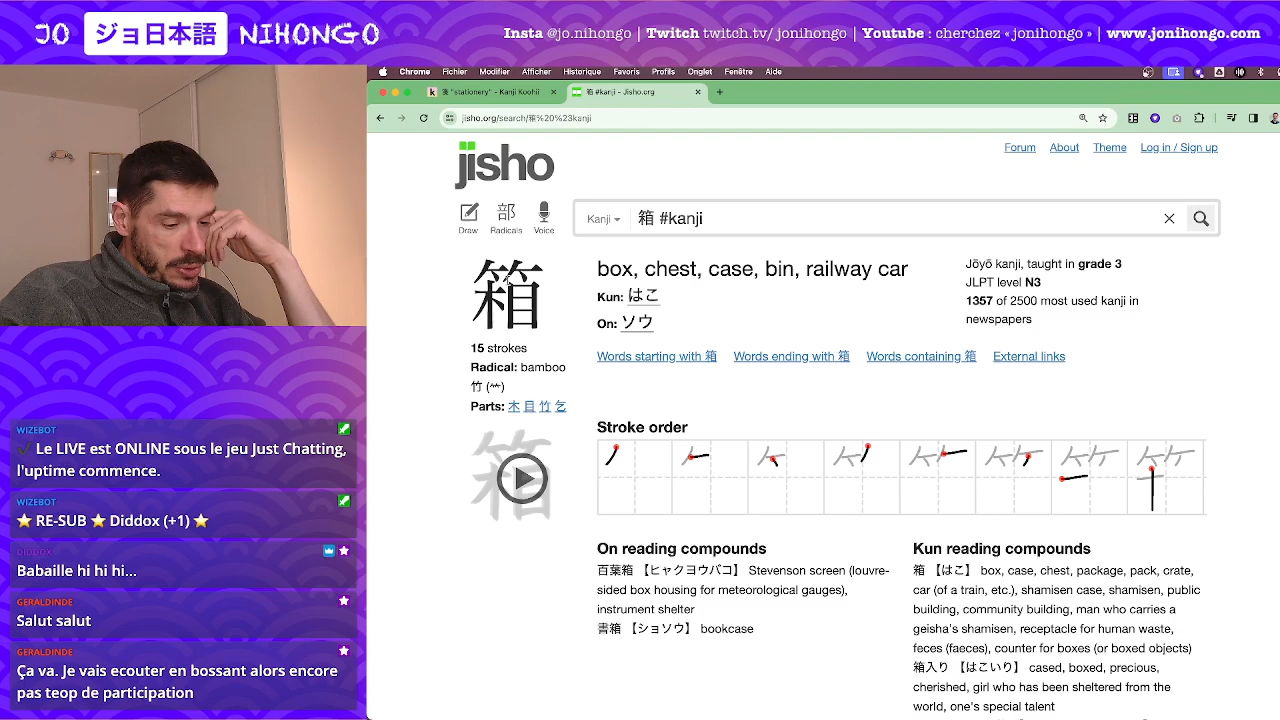 JO ジョ日本語 NIHONGO
Insta @jo.nihongo | Twitch twitch.tv/ jonihongo | Youtube : cherchez « jonihongo » | www.jonihongo.com
Chrome Fichier Modifier Afficher Historique Favoris Profils Onglet Fenêtre Aide
"stationery" - Kanji Koohii
箱 #kanji - Jisho.org
jisho.org/search/箱%20%23kanji
jisho
Forum About Theme Log in / Sign up
Draw Radicals Voice
部
Kanji 箱 #kanji
箱
15 strokes
Radical: bamboo
竹 (⺮)
Parts: 木 目 竹 乞
箱
box, chest, case, bin, railway car
Kun: はこ
On: ソウ
Jōyō kanji, taught in grade 3
JLPT level N3
1357 of 2500 most used kanji in
newspapers
Words starting with 箱 Words ending with 箱 Words containing 箱 External links
Stroke order
On reading compounds
百葉箱 【ヒャクヨウバコ】 Stevenson screen (louvre-
sided box housing for meteorological gauges),
instrument shelter
書箱 【ショソウ】 bookcase
Kun reading compounds
箱 【はこ】 box, case, chest, package, pack, crate,
car (of a train, etc.), shamisen case, shamisen, public
building, community building, man who carries a
geisha's shamisen, receptacle for human waste,
feces (faeces), counter for boxes (or boxed objects)
箱入り 【はこいり】 cased, boxed, precious,
cherished, girl who has been sheltered from the
world, one's special talent
WIZEBOT
Le LIVE est ONLINE sous le jeu Just Chatting,
l'uptime commence.
WIZEBOT
RE-SUB Diddox (+1)
DIDDOX
Babaille hi hi hi...
GERALDINDE
Salut salut
GERALDINDE
Ça va. Je vais ecouter en bossant alors encore
pas teop de participation